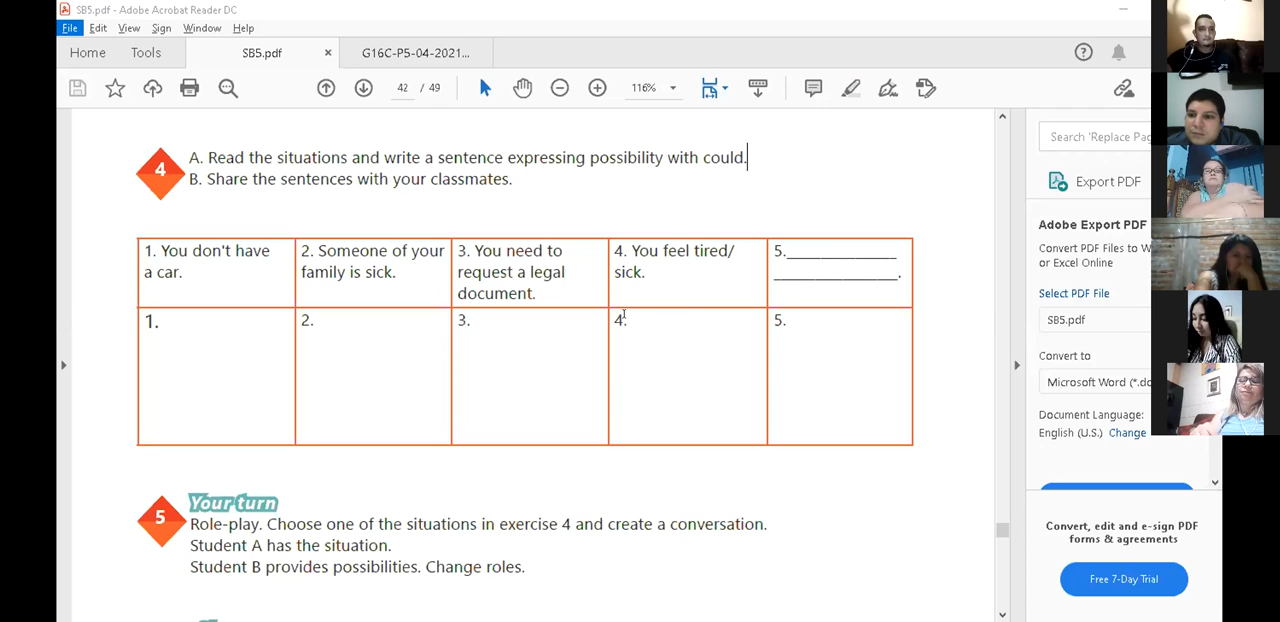 SB5.pdf - Adobe Acrobat Reader DC
File Edit View Sign Window Help
Home Tools SB5.pdf × G16C-P5-04-2021...
42 / 49 116%
4
A. Read the situations and write a sentence expressing possibility with could.
B. Share the sentences with your classmates.
1. You don't have
a car.
2. Someone of your
family is sick.
3. You need to
request a legal
document.
4. You feel tired/
sick.
5.______________
________________.
1.
2.
3.
4.
5.
5
Your turn
Role-play. Choose one of the situations in exercise 4 and create a conversation.
Student A has the situation.
Student B provides possibilities. Change roles.
Search 'Replace Pag
Export PDF
Adobe Export PDF
Convert PDF Files to W
or Excel Online
Select PDF File
SB5.pdf
Convert to
Microsoft Word (*.do
Document Language:
English (U.S.) Change
Convert, edit and e-sign PDF
forms & agreements
Free 7-Day Trial